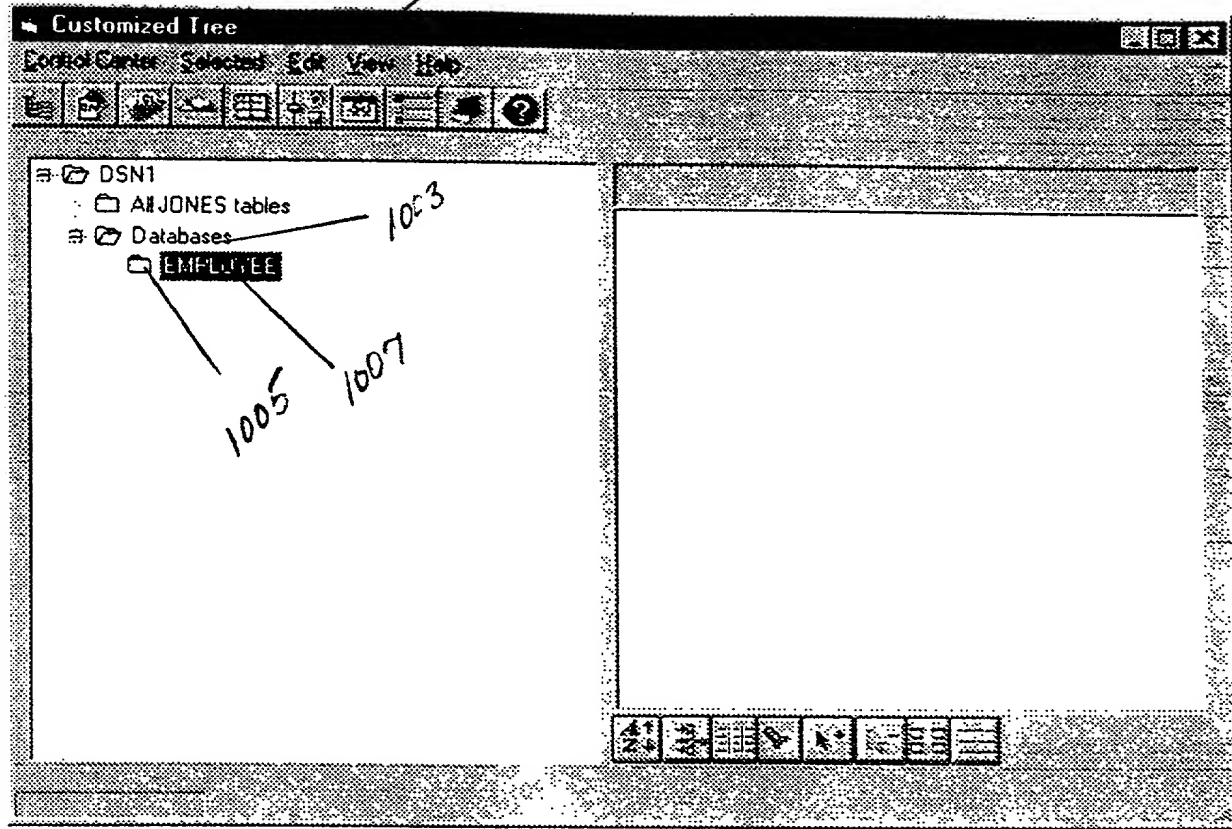 Customized Tree
Control Center Selected Edit View Help
DSN1
All JONES tables
Databases
1003
EMPLOYEE
1005
1007